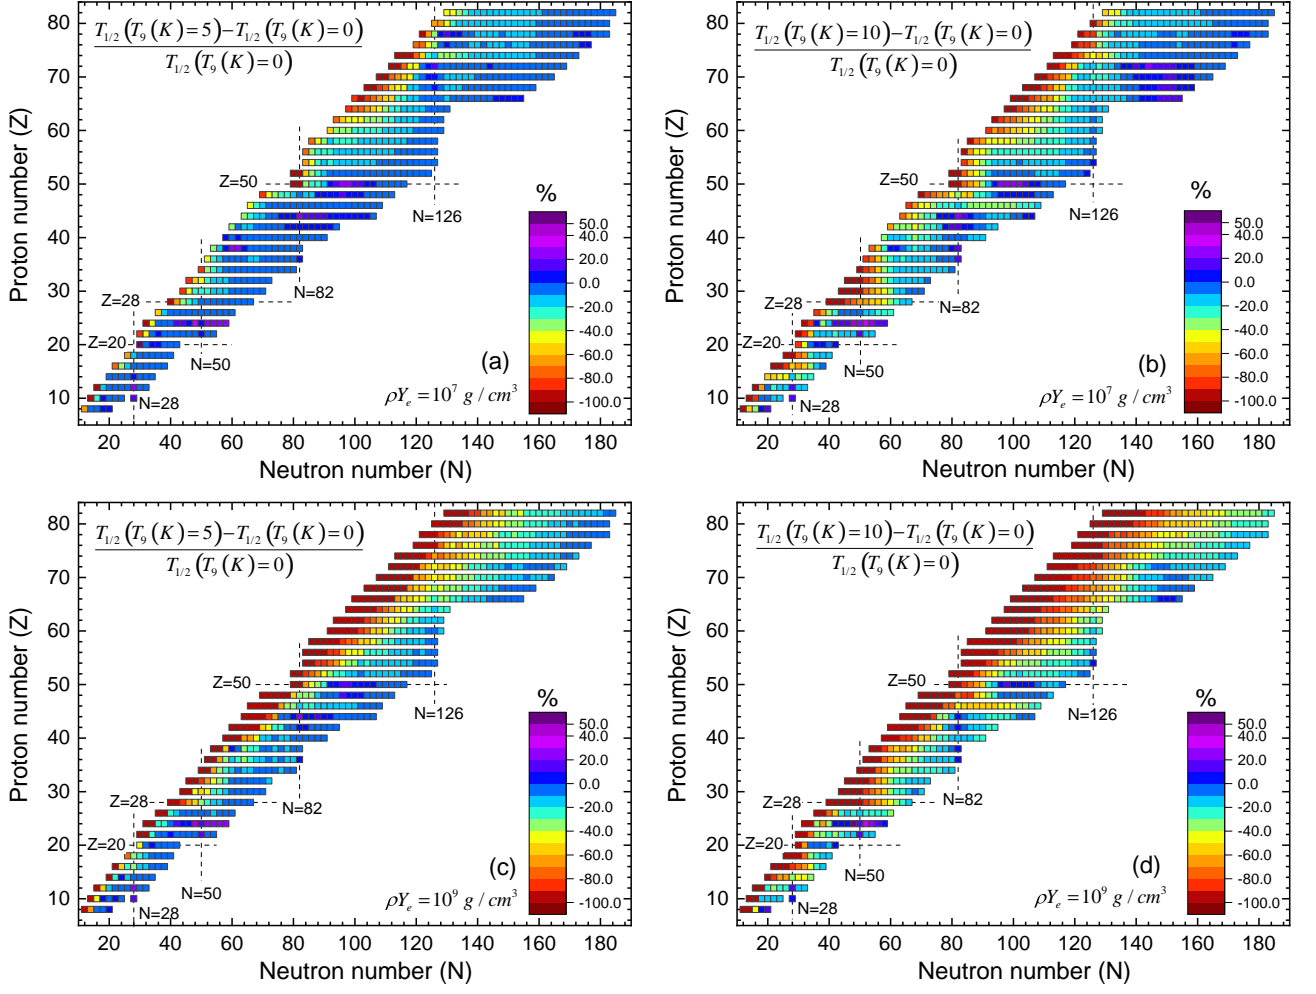 T1/2(T9(K)=5)−T1/2(T9(K)=0)
T1/2(T9(K)=0)
Proton number (Z)
80
70
60
50
40
30
20
10
Z=50
Z=28
Z=20
N=126
N=82
N=50
N=28
(a)
ρYe=10^7 g/cm^3
%
50.0
40.0
20.0
0.0
-20.0
-40.0
-60.0
-80.0
-100.0
20 40 60 80 100 120 140 160 180
Neutron number (N)
T1/2(T9(K)=10)−T1/2(T9(K)=0)
T1/2(T9(K)=0)
Proton number (Z)
80
70
60
50
40
30
20
10
Z=50
Z=28
Z=20
N=126
N=82
N=50
N=28
(b)
ρYe=10^7 g/cm^3
%
50.0
40.0
20.0
0.0
-20.0
-40.0
-60.0
-80.0
-100.0
20 40 60 80 100 120 140 160 180
Neutron number (N)
T1/2(T9(K)=5)−T1/2(T9(K)=0)
T1/2(T9(K)=0)
Proton number (Z)
80
70
60
50
40
30
20
10
Z=50
Z=28
Z=20
N=126
N=82
N=50
N=28
(c)
ρYe=10^9 g/cm^3
%
50.0
40.0
20.0
0.0
-20.0
-40.0
-60.0
-80.0
-100.0
20 40 60 80 100 120 140 160 180
Neutron number (N)
T1/2(T9(K)=10)−T1/2(T9(K)=0)
T1/2(T9(K)=0)
Proton number (Z)
80
70
60
50
40
30
20
10
Z=50
Z=28
Z=20
N=126
N=82
N=50
N=28
(d)
ρYe=10^9 g/cm^3
%
50.0
40.0
20.0
0.0
-20.0
-40.0
-60.0
-80.0
-100.0
20 40 60 80 100 120 140 160 180
Neutron number (N)